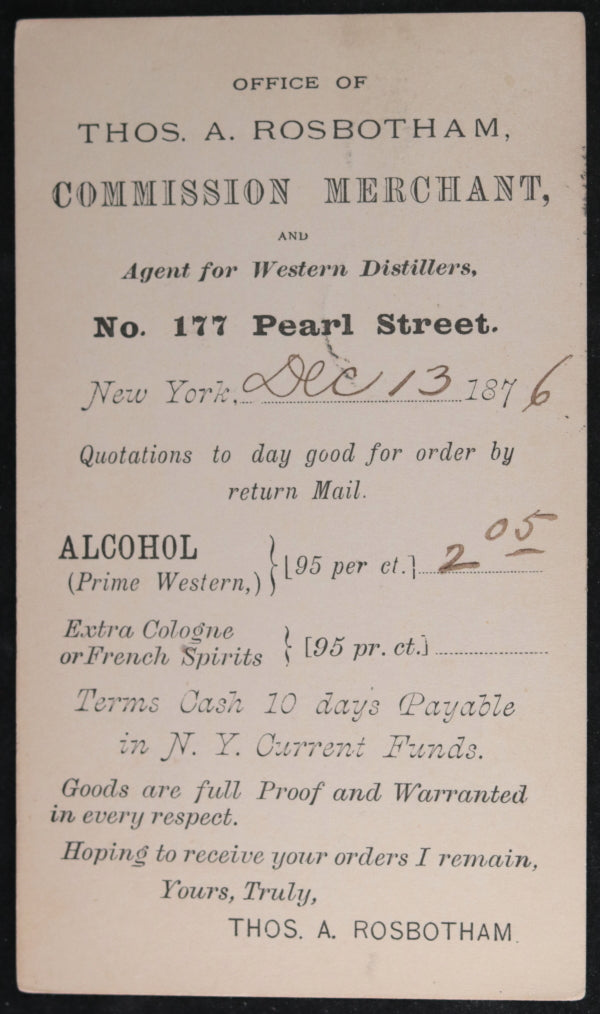 OFFICE OF
THOS. A. ROSBOTHAM,
COMMISSION MERCHANT,
AND
Agent for Western Distillers,
No. 177 Pearl Street.
New York, Dec 13 1876
Quotations to day good for order by
return Mail.
ALCOHOL
(Prime Western,) } [95 per ct.] 2 05
Extra Cologne
or French Spirits } [95 pr. ct.]
Terms Cash 10 days Payable
in N. Y. Current Funds.
Goods are full Proof and Warranted
in every respect.
Hoping to receive your orders I remain,
Yours, Truly,
THOS. A. ROSBOTHAM.